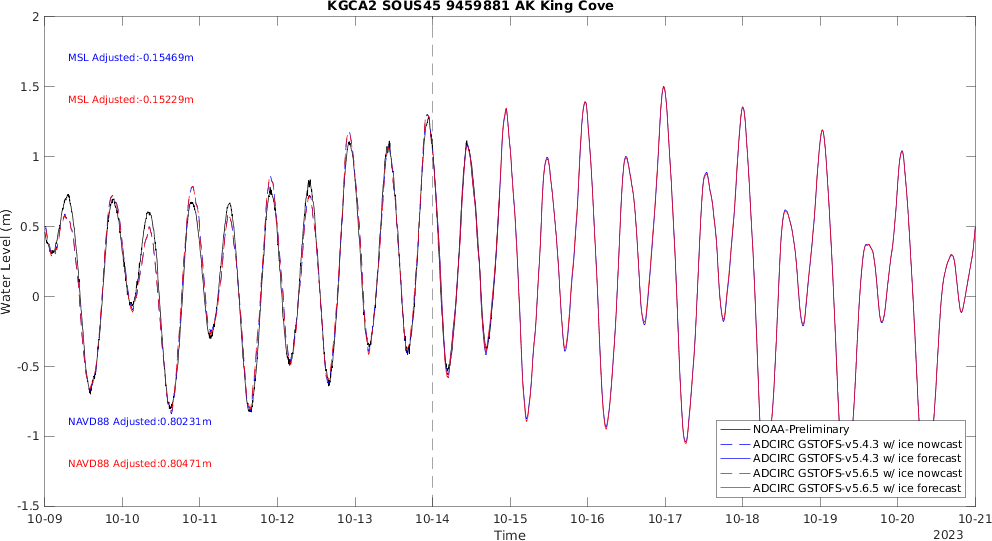 KGCA2 SOUS45 9459881 AK King Cove
2
1.5
1
0.5
0
-0.5
-1
-1.5
Water Level (m)
MSL Adjusted:-0.15469m
MSL Adjusted:-0.15229m
NAVD88 Adjusted:0.80231m
NAVD88 Adjusted:0.80471m
NOAA-Preliminary
ADCIRC GSTOFS-v5.4.3 w/ ice nowcast
ADCIRC GSTOFS-v5.4.3 w/ ice forecast
ADCIRC GSTOFS-v5.6.5 w/ ice nowcast
ADCIRC GSTOFS-v5.6.5 w/ ice forecast
10-09 10-10 10-11 10-12 10-13 10-14 10-15 10-16 10-17 10-18 10-19 10-20 10-21
Time
2023